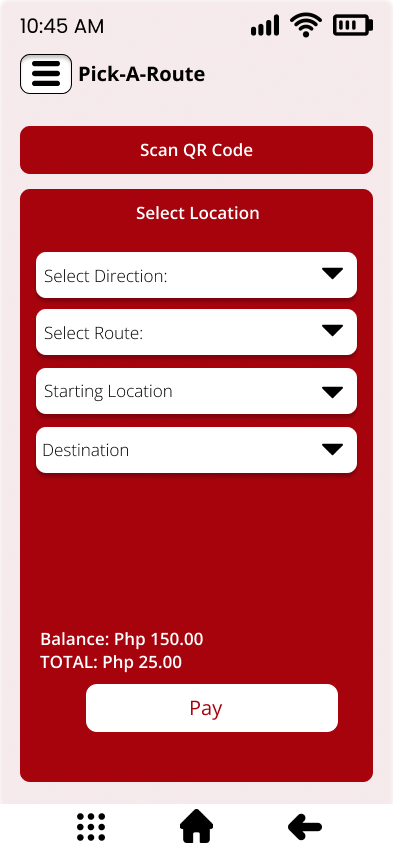 10:45 AM
Pick-A-Route
Scan QR Code
Select Location
Select Direction:
Select Route:
Starting Location
Destination
Balance: Php 150.00
TOTAL: Php 25.00
Pay